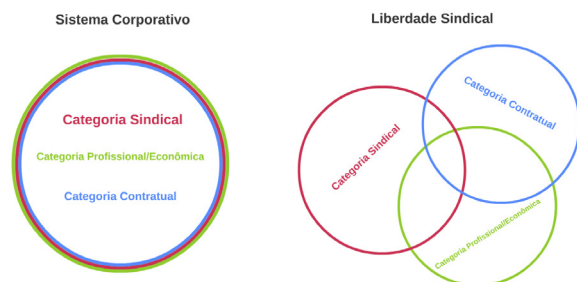 Sistema Corporativo
Categoria Sindical
Categoria Profissional/Econômica
Categoria Contratual
Liberdade Sindical
Categoria Sindical
Categoria Contratual
Categoria Profissional/Econômica